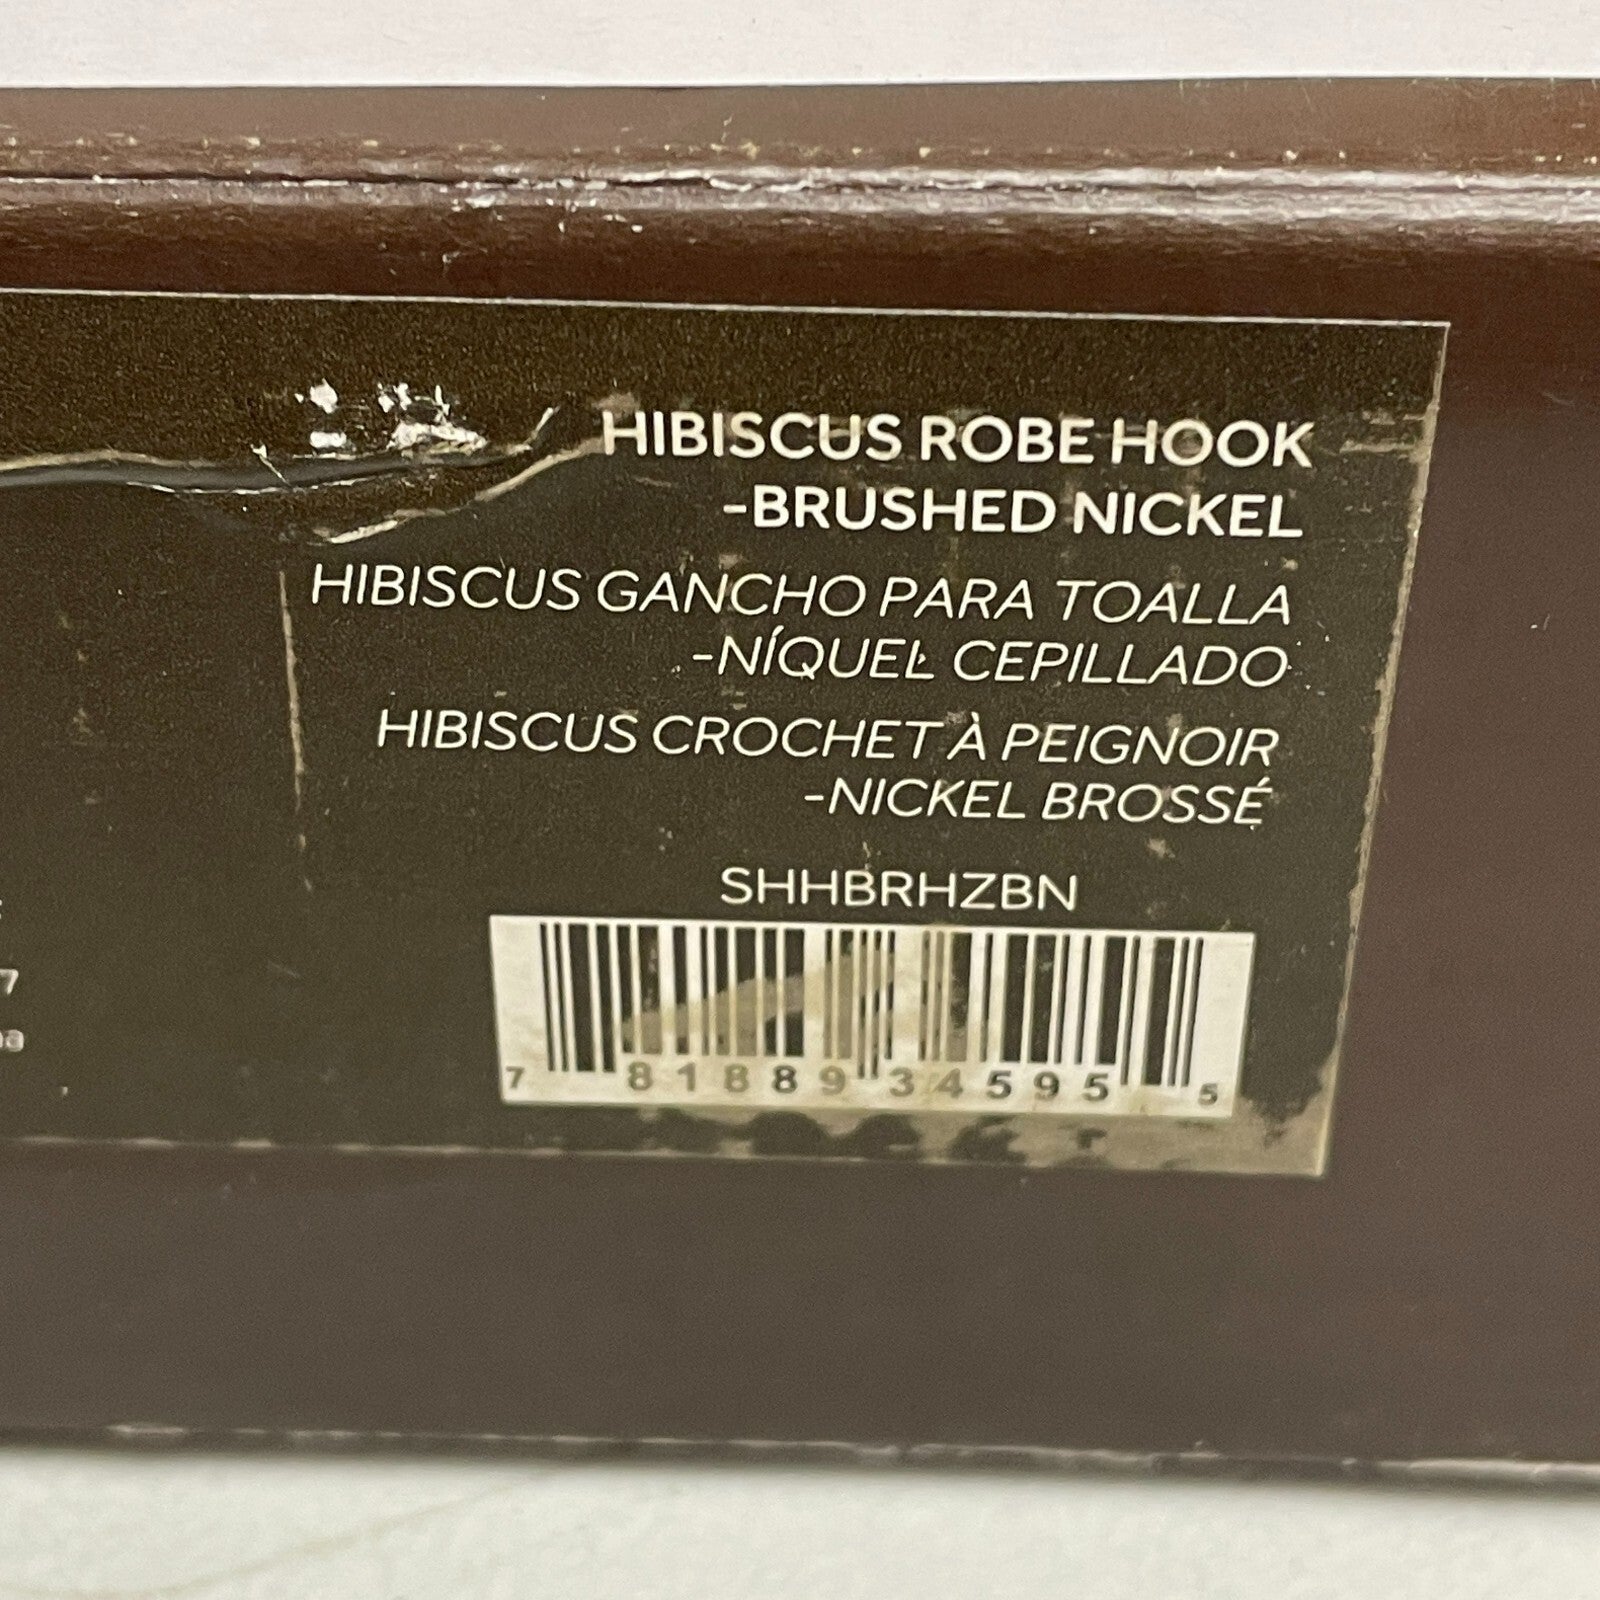 HIBISCUS ROBE HOOK
-BRUSHED NICKEL
HIBISCUS GANCHO PARA TOALLA
-NÍQUEL CEPILLADO
HIBISCUS CROCHET À PEIGNOIR
-NICKEL BROSSÉ
SHHBRHZBN
7 81889 34595 5
7